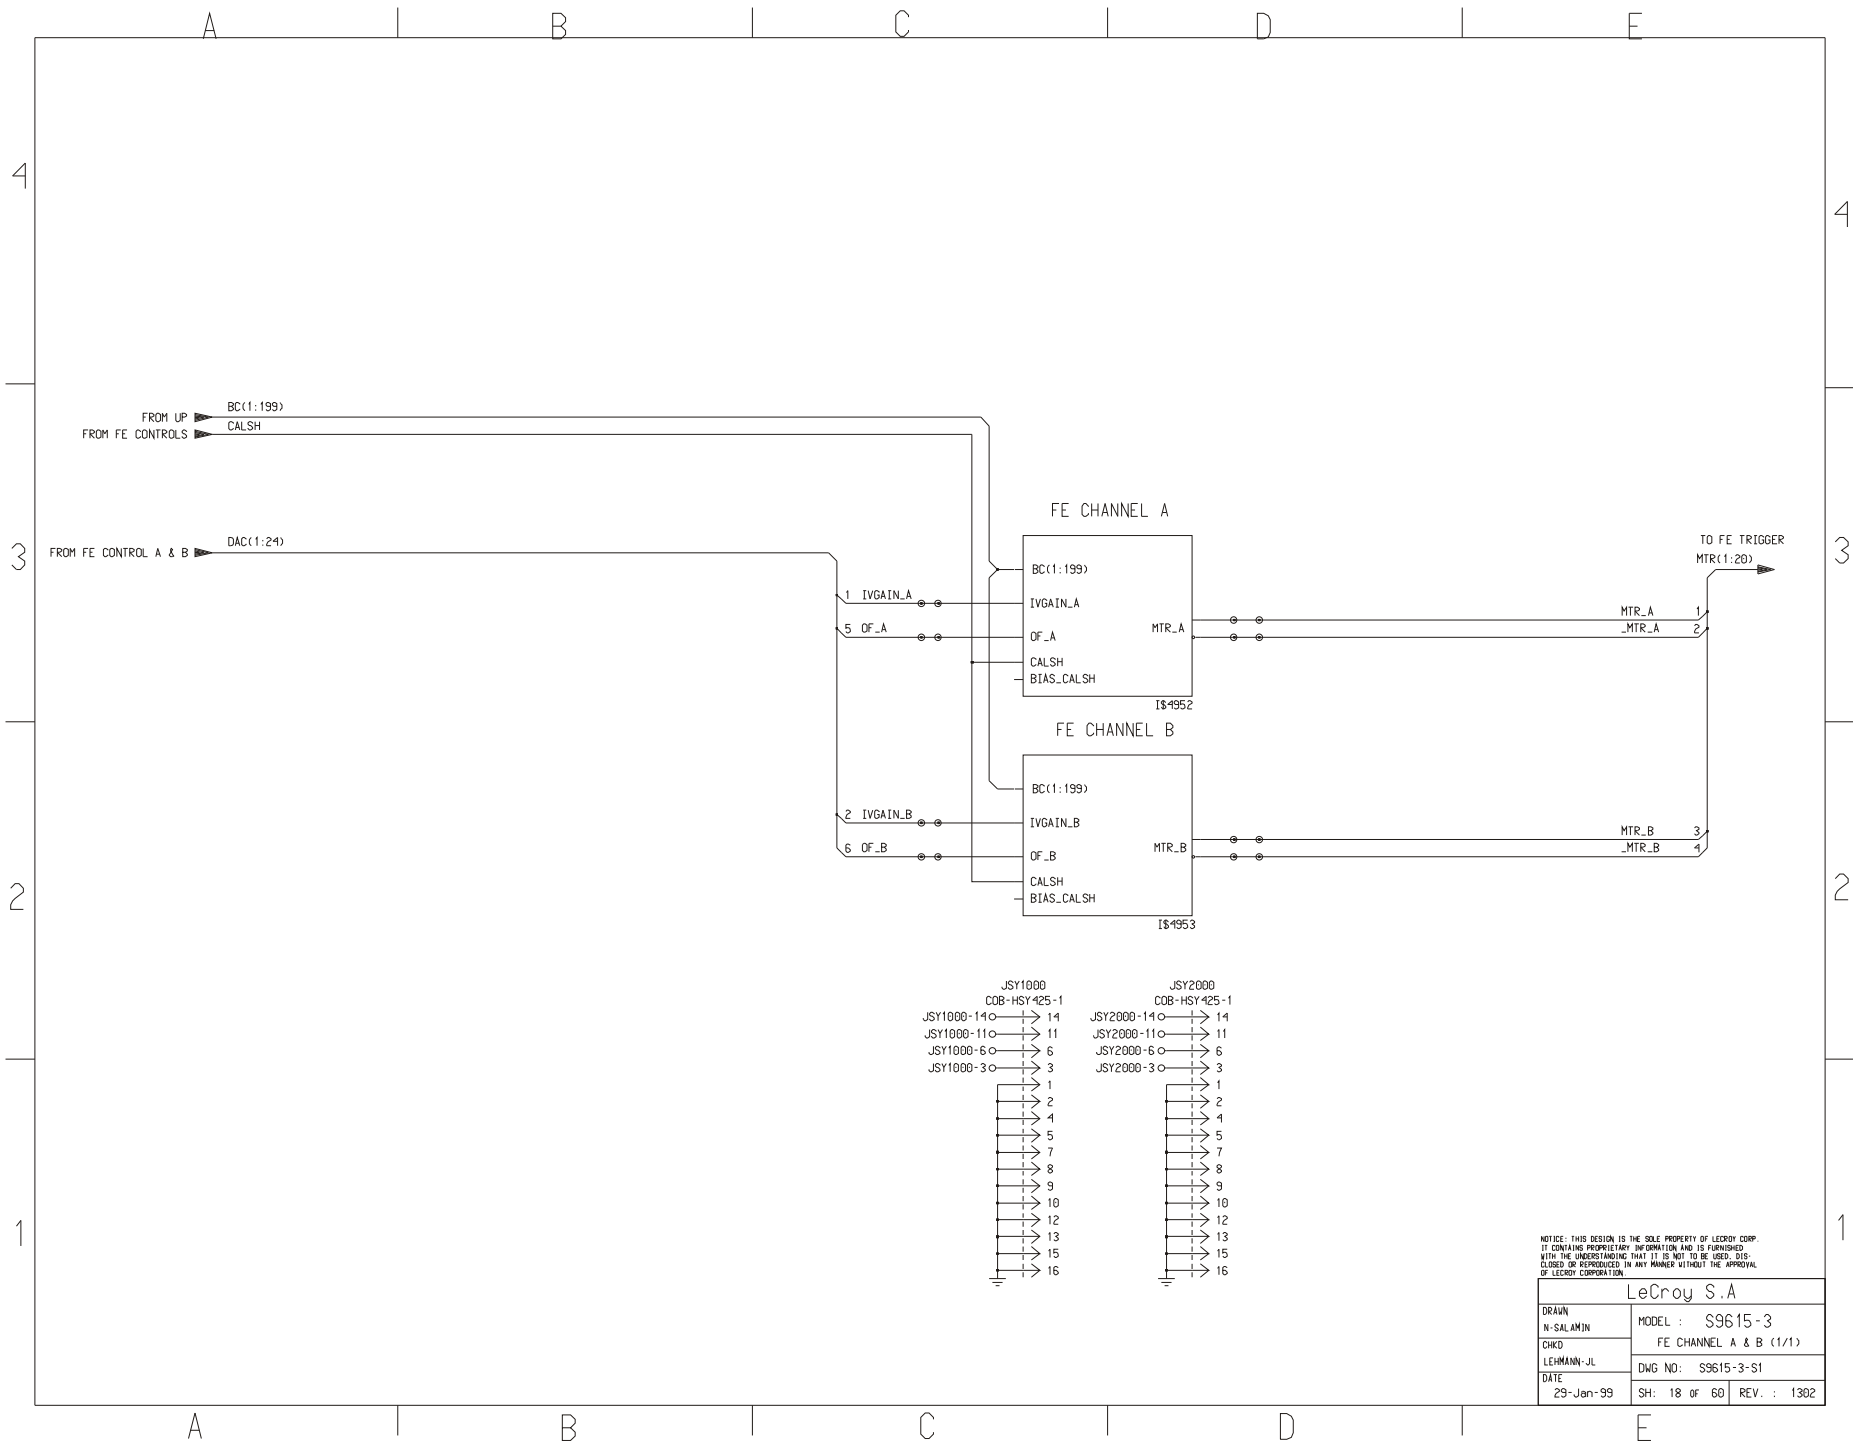 A B C D E
4 4
BC(1:199)
FROM UP
CALSH
FROM FE CONTROLS
FE CHANNEL A
DAC(1:24)
FROM FE CONTROL A & B
3 3
TO FE TRIGGER
MTR(1:20)
BC(1:199)
1 IVGAIN_A
IVGAIN_A
MTR_A 1
5 OF_A
OF_A
MTR_A
_MTR_A 2
CALSH
BIAS_CALSH
I$4952
FE CHANNEL B
BC(1:199)
2 IVGAIN_B
IVGAIN_B
MTR_B 3
6 OF_B
OF_B
MTR_B
_MTR_B 4
CALSH
BIAS_CALSH
I$4953
2 2
JSY1000
COB-HSY425-1
JSY1000-14 14
JSY1000-11 11
JSY1000-6 6
JSY1000-3 3
1
2
4
5
7
8
9
10
12
13
15
16
JSY2000
COB-HSY425-1
JSY2000-14 14
JSY2000-11 11
JSY2000-6 6
JSY2000-3 3
1
2
4
5
7
8
9
10
12
13
15
16
1 1
NOTICE: THIS DESIGN IS THE SOLE PROPERTY OF LECROY CORP.
IT CONTAINS PROPRIETARY INFORMATION AND IS FURNISHED
WITH THE UNDERSTANDING THAT IT IS NOT TO BE USED, DIS-
CLOSED OR REPRODUCED IN ANY MANNER WITHOUT THE APPROVAL
OF LECROY CORPORATION.
LeCroy S.A
DRAWN
N-SALAMIN
MODEL : S9615-3
FE CHANNEL A & B (1/1)
CHKD
LEHMANN-JL
DWG NO: S9615-3-S1
DATE
29-Jan-99
SH: 18 OF 60 REV. : 1302
A B C D E